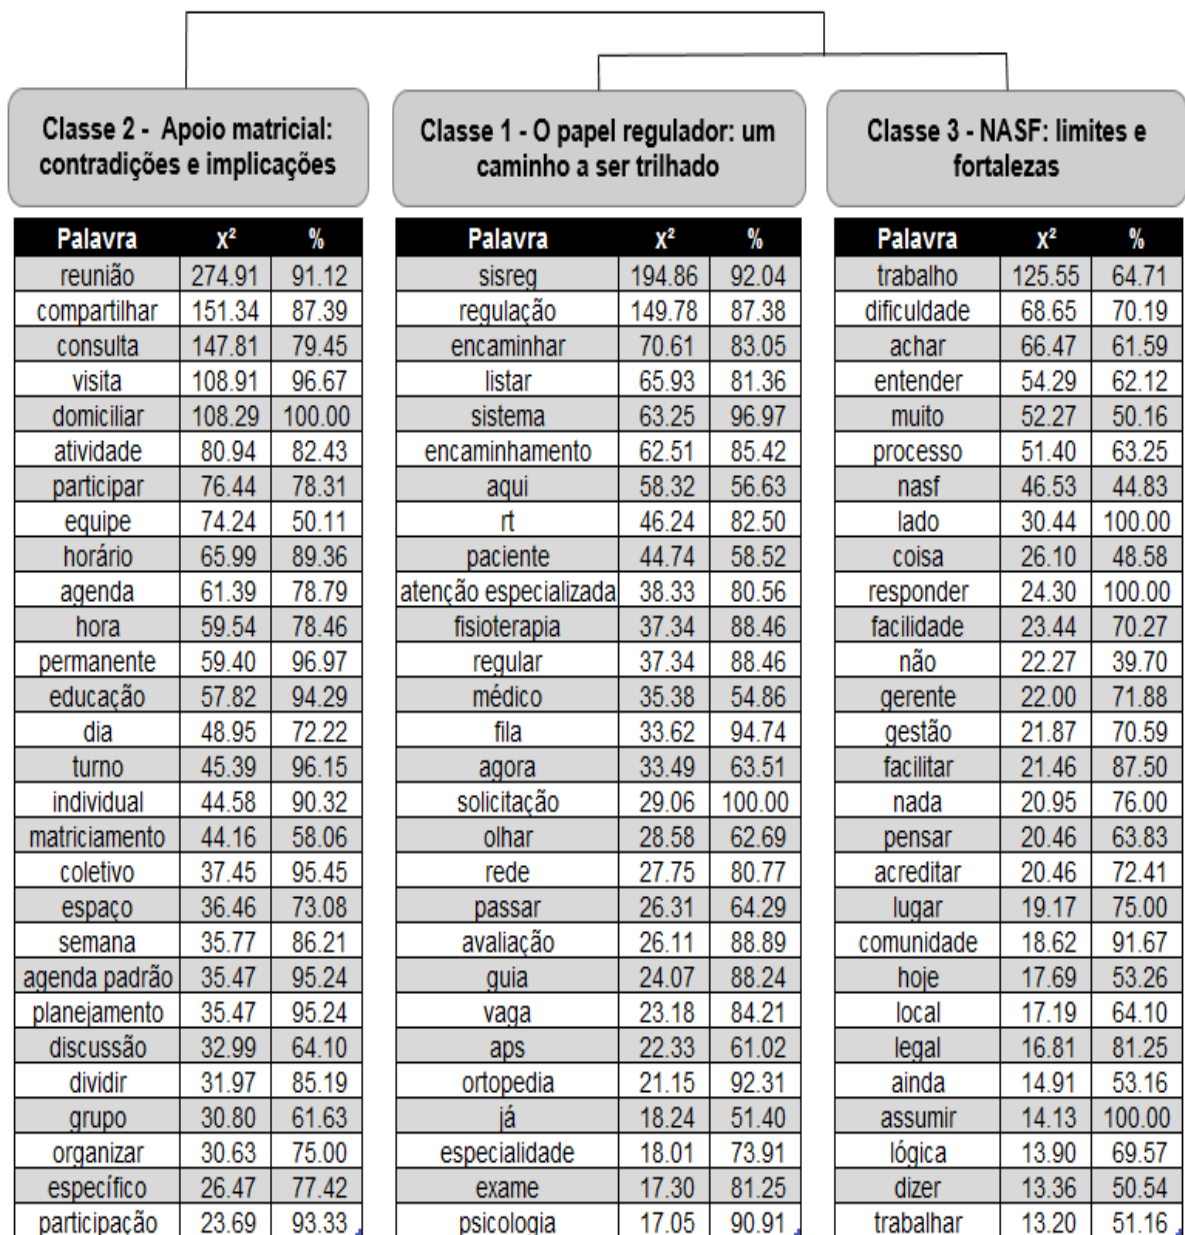 Classe 2 - Apoio matricial:
contradições e implicações
Palavra x² %
reunião 274.91 91.12
compartilhar 151.34 87.39
consulta 147.81 79.45
visita 108.91 96.67
domiciliar 108.29 100.00
atividade 80.94 82.43
participar 76.44 78.31
equipe 74.24 50.11
horário 65.99 89.36
agenda 61.39 78.79
hora 59.54 78.46
permanente 59.40 96.97
educação 57.82 94.29
dia 48.95 72.22
turno 45.39 96.15
individual 44.58 90.32
matriciamento 44.16 58.06
coletivo 37.45 95.45
espaço 36.46 73.08
semana 35.77 86.21
agenda padrão 35.47 95.24
planejamento 35.47 95.24
discussão 32.99 64.10
dividir 31.97 85.19
grupo 30.80 61.63
organizar 30.63 75.00
específico 26.47 77.42
participação 23.69 93.33
Classe 1 - O papel regulador: um
caminho a ser trilhado
Palavra x² %
sisreg 194.86 92.04
regulação 149.78 87.38
encaminhar 70.61 83.05
listar 65.93 81.36
sistema 63.25 96.97
encaminhamento 62.51 85.42
aqui 58.32 56.63
rt 46.24 82.50
paciente 44.74 58.52
atenção especializada 38.33 80.56
fisioterapia 37.34 88.46
regular 37.34 88.46
médico 35.38 54.86
fila 33.62 94.74
agora 33.49 63.51
solicitação 29.06 100.00
olhar 28.58 62.69
rede 27.75 80.77
passar 26.31 64.29
avaliação 26.11 88.89
guia 24.07 88.24
vaga 23.18 84.21
aps 22.33 61.02
ortopedia 21.15 92.31
já 18.24 51.40
especialidade 18.01 73.91
exame 17.30 81.25
psicologia 17.05 90.91
Classe 3 - NASF: limites e
fortalezas
Palavra x² %
trabalho 125.55 64.71
dificuldade 68.65 70.19
achar 66.47 61.59
entender 54.29 62.12
muito 52.27 50.16
processo 51.40 63.25
nasf 46.53 44.83
lado 30.44 100.00
coisa 26.10 48.58
responder 24.30 100.00
facilidade 23.44 70.27
não 22.27 39.70
gerente 22.00 71.88
gestão 21.87 70.59
facilitar 21.46 87.50
nada 20.95 76.00
pensar 20.46 63.83
acreditar 20.46 72.41
lugar 19.17 75.00
comunidade 18.62 91.67
hoje 17.69 53.26
local 17.19 64.10
legal 16.81 81.25
ainda 14.91 53.16
assumir 14.13 100.00
lógica 13.90 69.57
dizer 13.36 50.54
trabalhar 13.20 51.16